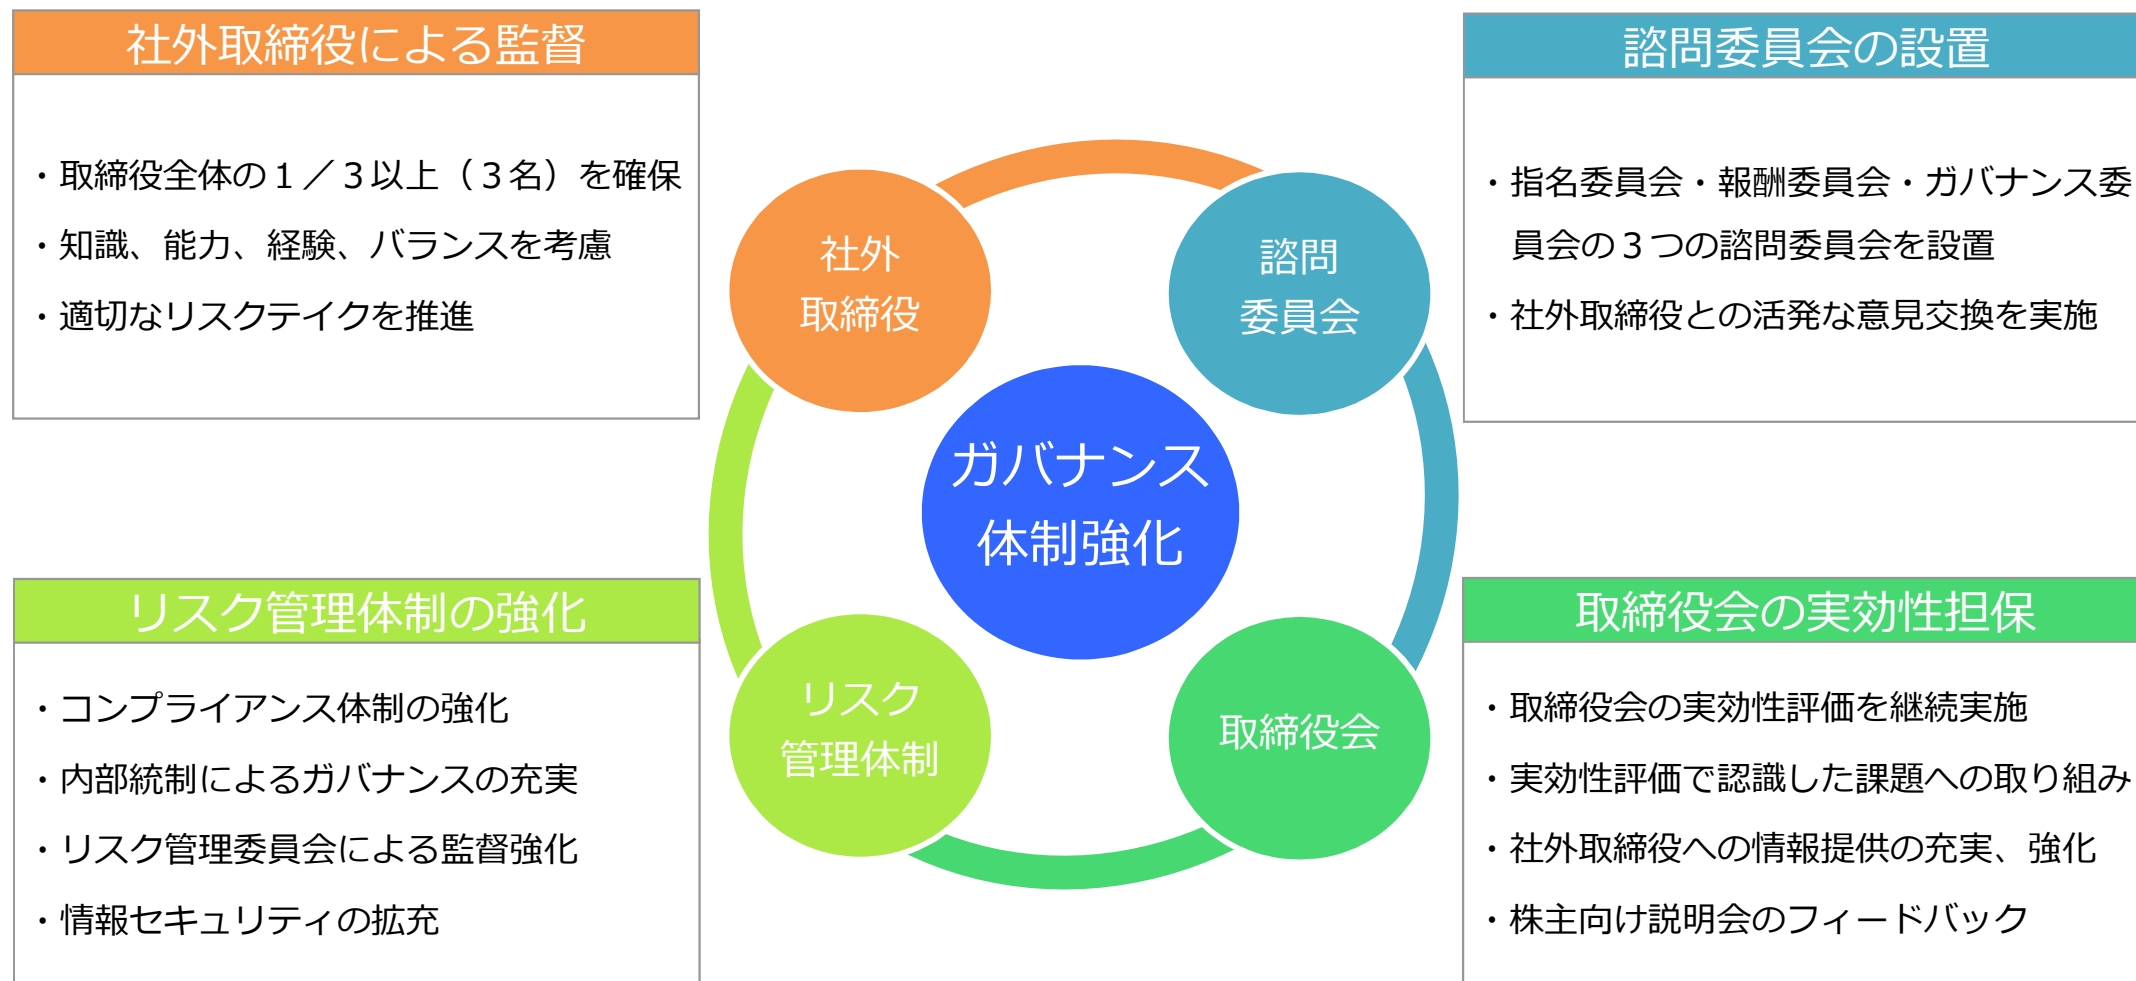 社外取締役による監督
・取締役全体の１／３以上（３名）を確保
・知識、能力、経験、バランスを考慮
・適切なリスクテイクを推進
諮問委員会の設置
・指名委員会・報酬委員会・ガバナンス委
員会の３つの諮問委員会を設置
・社外取締役との活発な意見交換を実施
社外
取締役
諮問
委員会
ガバナンス
体制強化
リスク
管理体制
取締役会
リスク管理体制の強化
・コンプライアンス体制の強化
・内部統制によるガバナンスの充実
・リスク管理委員会による監督強化
・情報セキュリティの拡充
取締役会の実効性担保
・取締役会の実効性評価を継続実施
・実効性評価で認識した課題への取り組み
・社外取締役への情報提供の充実、強化
・株主向け説明会のフィードバック